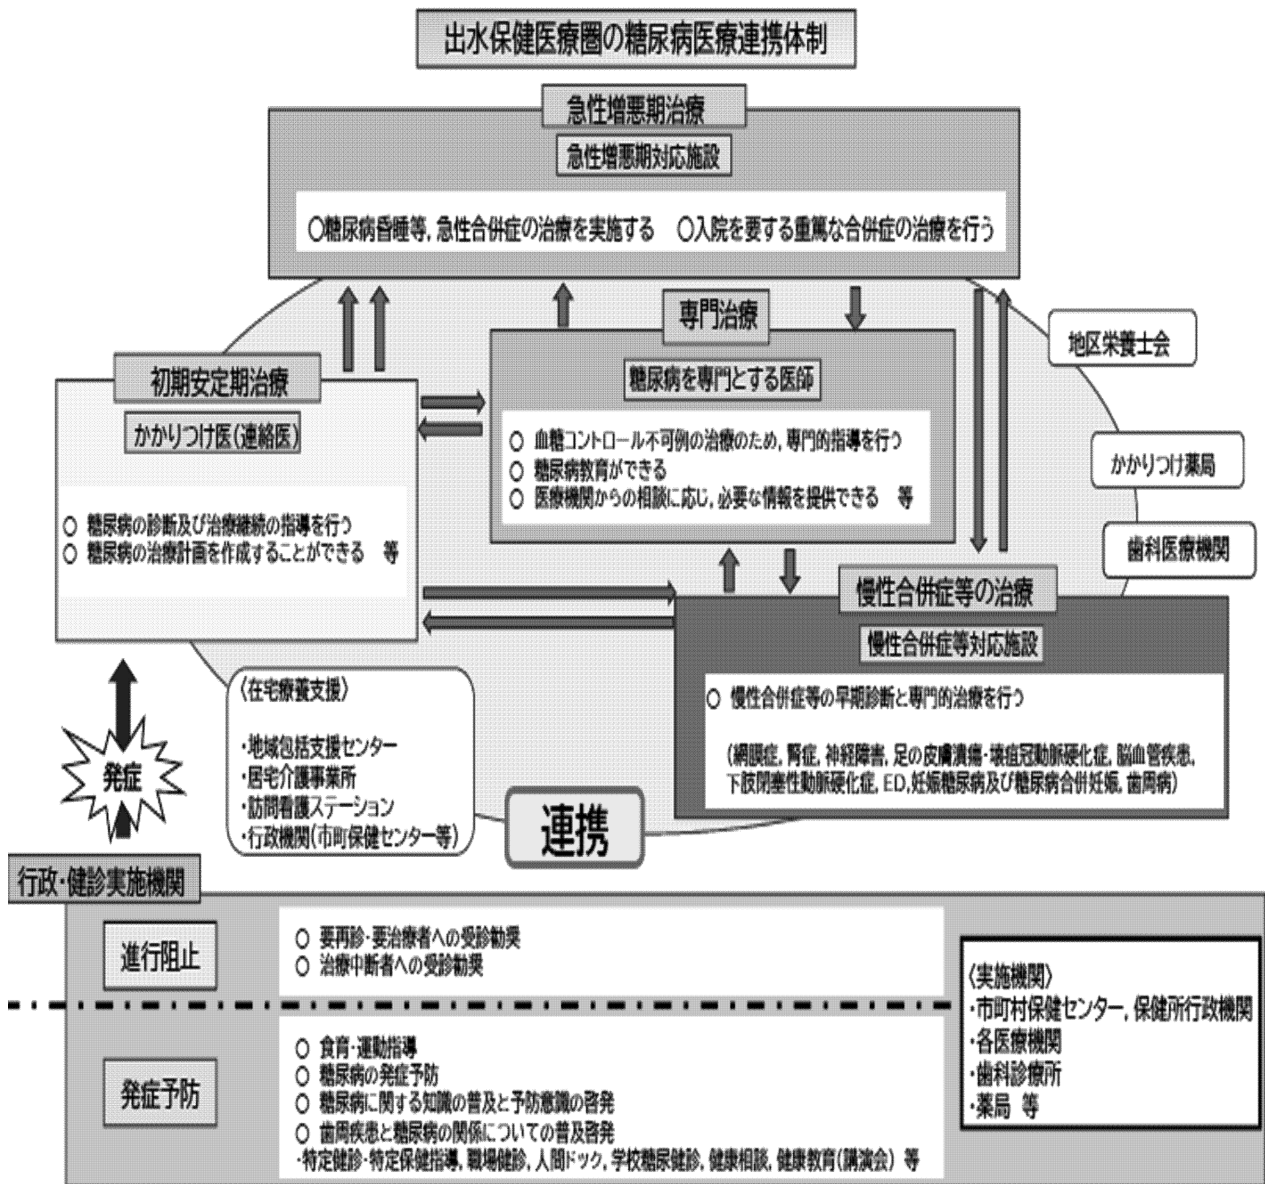 出水保健医療圏の糖尿病医療連携体制
急性増悪期治療
急性増悪期対応施設
○糖尿病昏睡等, 急性合併症の治療を実施する　○入院を要する重篤な合併症の治療を行う
専門治療
糖尿病を専門とする医師
○ 血糖コントロール不可例の治療のため, 専門的指導を行う
○ 糖尿病教育ができる
○ 医療機関からの相談に応じ, 必要な情報を提供できる　等
初期安定期治療
かかりつけ医(連絡医)
○ 糖尿病の診断及び治療継続の指導を行う
○ 糖尿病の治療計画を作成することができる　等
地区栄養士会
かかりつけ薬局
歯科医療機関
慢性合併症等の治療
慢性合併症等対応施設
○ 慢性合併症等の早期診断と専門的治療を行う
(網膜症, 腎症, 神経障害, 足の皮膚潰瘍・壊疽冠動脈硬化症, 脳血管疾患,
下肢閉塞性動脈硬化症, ED,妊娠糖尿病及び糖尿病合併妊娠, 歯周病)
発症
〈在宅療養支援〉
・地域包括支援センター
・居宅介護事業所
・訪問看護ステーション
・行政機関(市町保健センター等)
連携
行政・健診実施機関
進行阻止
○ 要再診・要治療者への受診勧奨
○ 治療中断者への受診勧奨
発症予防
○ 食育・運動指導
○ 糖尿病の発症予防
○ 糖尿病に関する知識の普及と予防意識の啓発
○ 歯周疾患と糖尿病の関係についての普及啓発
・特定健診・特定保健指導, 職場健診, 人間ドック, 学校糖尿健診, 健康相談, 健康教育(講演会) 等
〈実施機関〉
・市町村保健センター, 保健所行政機関
・各医療機関
・歯科診療所
・薬局 等